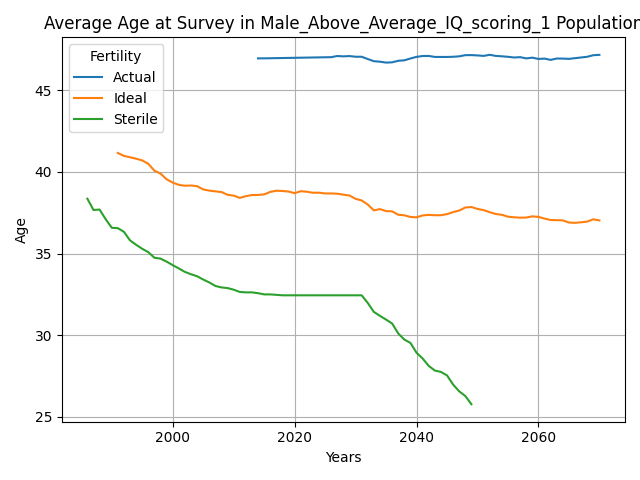 Average Age at Survey in Male_Above_Average_IQ_scoring_1 Population
Fertility
Actual
Ideal
Sterile
45
40
35
30
25
Age
2000
2020
2040
2060
Years